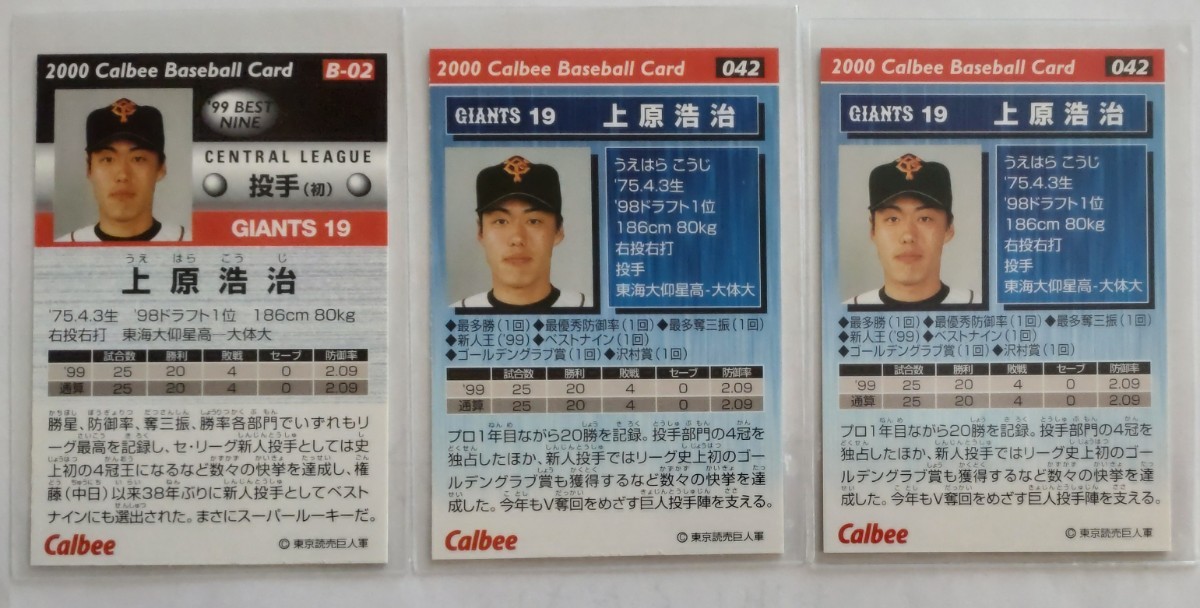 2000 Calbee Baseball Card B-02
'99 BEST
NINE
CENTRAL LEAGUE
投手(初)
GIANTS 19
うえ はら こう じ
上原浩治
'75.4.3生 '98ドラフト1位 186cm 80kg
右投右打 東海大仰星高―大体大
試合数 勝利 敗戦 セーブ 防御率
'99 25 20 4 0 2.09
通算 25 20 4 0 2.09
勝星、防御率、奪三振、勝率各部門でいずれもリ
ーグ最高を記録し、セ・リーグ新人投手としては史
上初の4冠王になるなど数々の快挙を達成し、権
藤(中日)以来38年ぶりに新人投手としてベスト
ナインにも選出された。まさにスーパールーキーだ。
Calbee
© 東京読売巨人軍
2000 Calbee Baseball Card 042
GIANTS 19 上原浩治
うえはら こうじ
'75.4.3生
'98ドラフト1位
186cm 80kg
右投右打
投手
東海大仰星高-大体大
◆最多勝(1回)◆最優秀防御率(1回)◆最多奪三振(1回)
◆新人王('99)◆ベストナイン(1回)
◆ゴールデングラブ賞(1回)◆沢村賞(1回)
試合数 勝利 敗戦 セーブ 防御率
'99 25 20 4 0 2.09
通算 25 20 4 0 2.09
プロ1年目ながら20勝を記録。投手部門の4冠を
独占したほか、新人投手ではリーグ史上初のゴー
ルデングラブ賞も獲得するなど数々の快挙を達
成した。今年もV奪回をめざす巨人投手陣を支える。
Calbee
© 東京読売巨人軍
2000 Calbee Baseball Card 042
GIANTS 19 上原浩治
うえはら こうじ
'75.4.3生
'98ドラフト1位
186cm 80kg
右投右打
投手
東海大仰星高-大体大
◆最多勝(1回)◆最優秀防御率(1回)◆最多奪三振(1回)
◆新人王('99)◆ベストナイン(1回)
◆ゴールデングラブ賞(1回)◆沢村賞(1回)
試合数 勝利 敗戦 セーブ 防御率
'99 25 20 4 0 2.09
通算 25 20 4 0 2.09
プロ1年目ながら20勝を記録。投手部門の4冠を
独占したほか、新人投手ではリーグ史上初のゴー
ルデングラブ賞も獲得するなど数々の快挙を達
成した。今年もV奪回をめざす巨人投手陣を支える。
Calbee
© 東京読売巨人軍